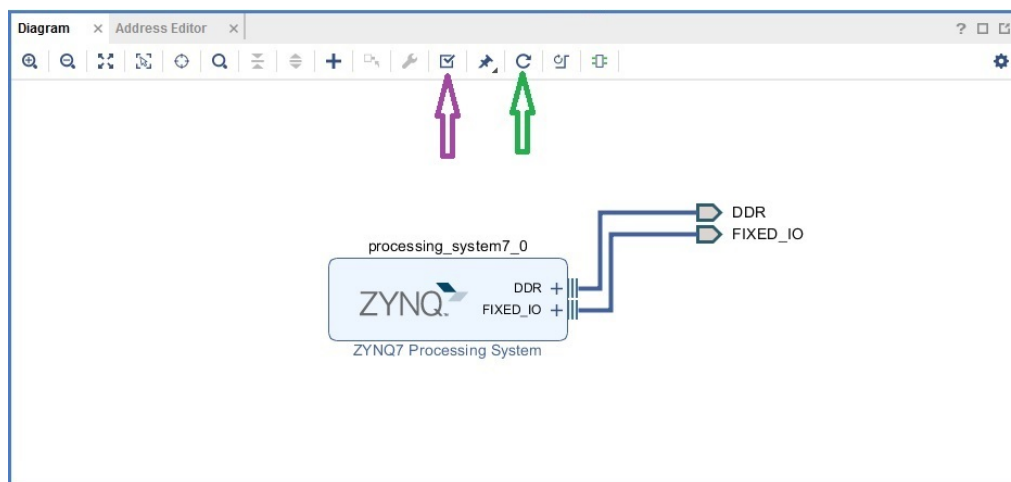 Diagram × Address Editor ×
?
processing_system7_0
DDR
FIXED_IO
ZYNQ
DDR
FIXED_IO
ZYNQ7 Processing System